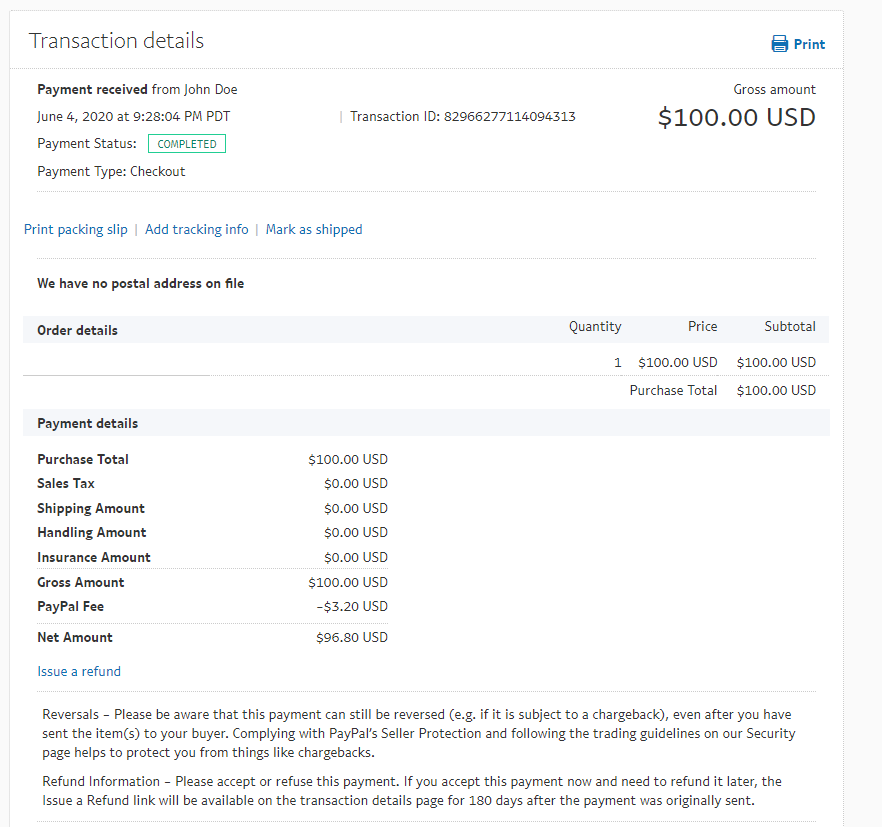 Transaction details
Print
Payment received from John Doe
Gross amount
June 4, 2020 at 9:28:04 PM PDT | Transaction ID: 82966277114094313
$100.00 USD
Payment Status: COMPLETED
Payment Type: Checkout
Print packing slip | Add tracking info | Mark as shipped
We have no postal address on file
Order details Quantity Price Subtotal
1 $100.00 USD $100.00 USD
Purchase Total $100.00 USD
Payment details
Purchase Total $100.00 USD
Sales Tax $0.00 USD
Shipping Amount $0.00 USD
Handling Amount $0.00 USD
Insurance Amount $0.00 USD
Gross Amount $100.00 USD
PayPal Fee -$3.20 USD
Net Amount $96.80 USD
Issue a refund
Reversals – Please be aware that this payment can still be reversed (e.g. if it is subject to a chargeback), even after you have
sent the item(s) to your buyer. Complying with PayPal's Seller Protection and following the trading guidelines on our Security
page helps to protect you from things like chargebacks.
Refund Information – Please accept or refuse this payment. If you accept this payment now and need to refund it later, the
Issue a Refund link will be available on the transaction details page for 180 days after the payment was originally sent.